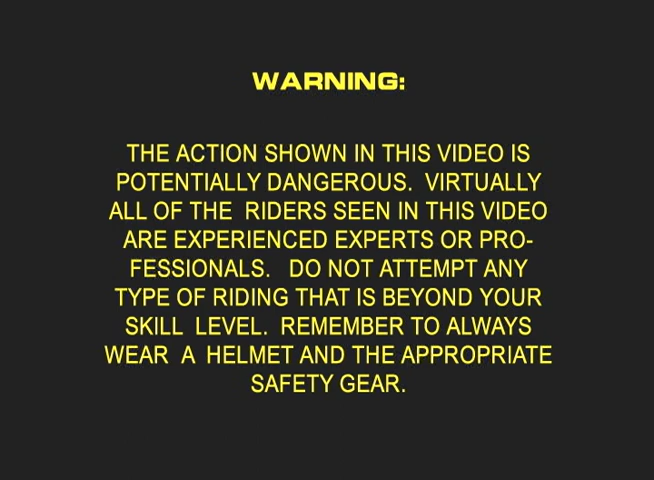 WARNING:
THE ACTION SHOWN IN THIS VIDEO IS
POTENTIALLY DANGEROUS.  VIRTUALLY
ALL OF THE  RIDERS SEEN IN THIS VIDEO
ARE EXPERIENCED EXPERTS OR PRO-
FESSIONALS.   DO NOT ATTEMPT ANY
TYPE OF RIDING THAT IS BEYOND YOUR
SKILL  LEVEL.  REMEMBER TO ALWAYS
WEAR  A  HELMET AND THE APPROPRIATE
SAFETY GEAR.